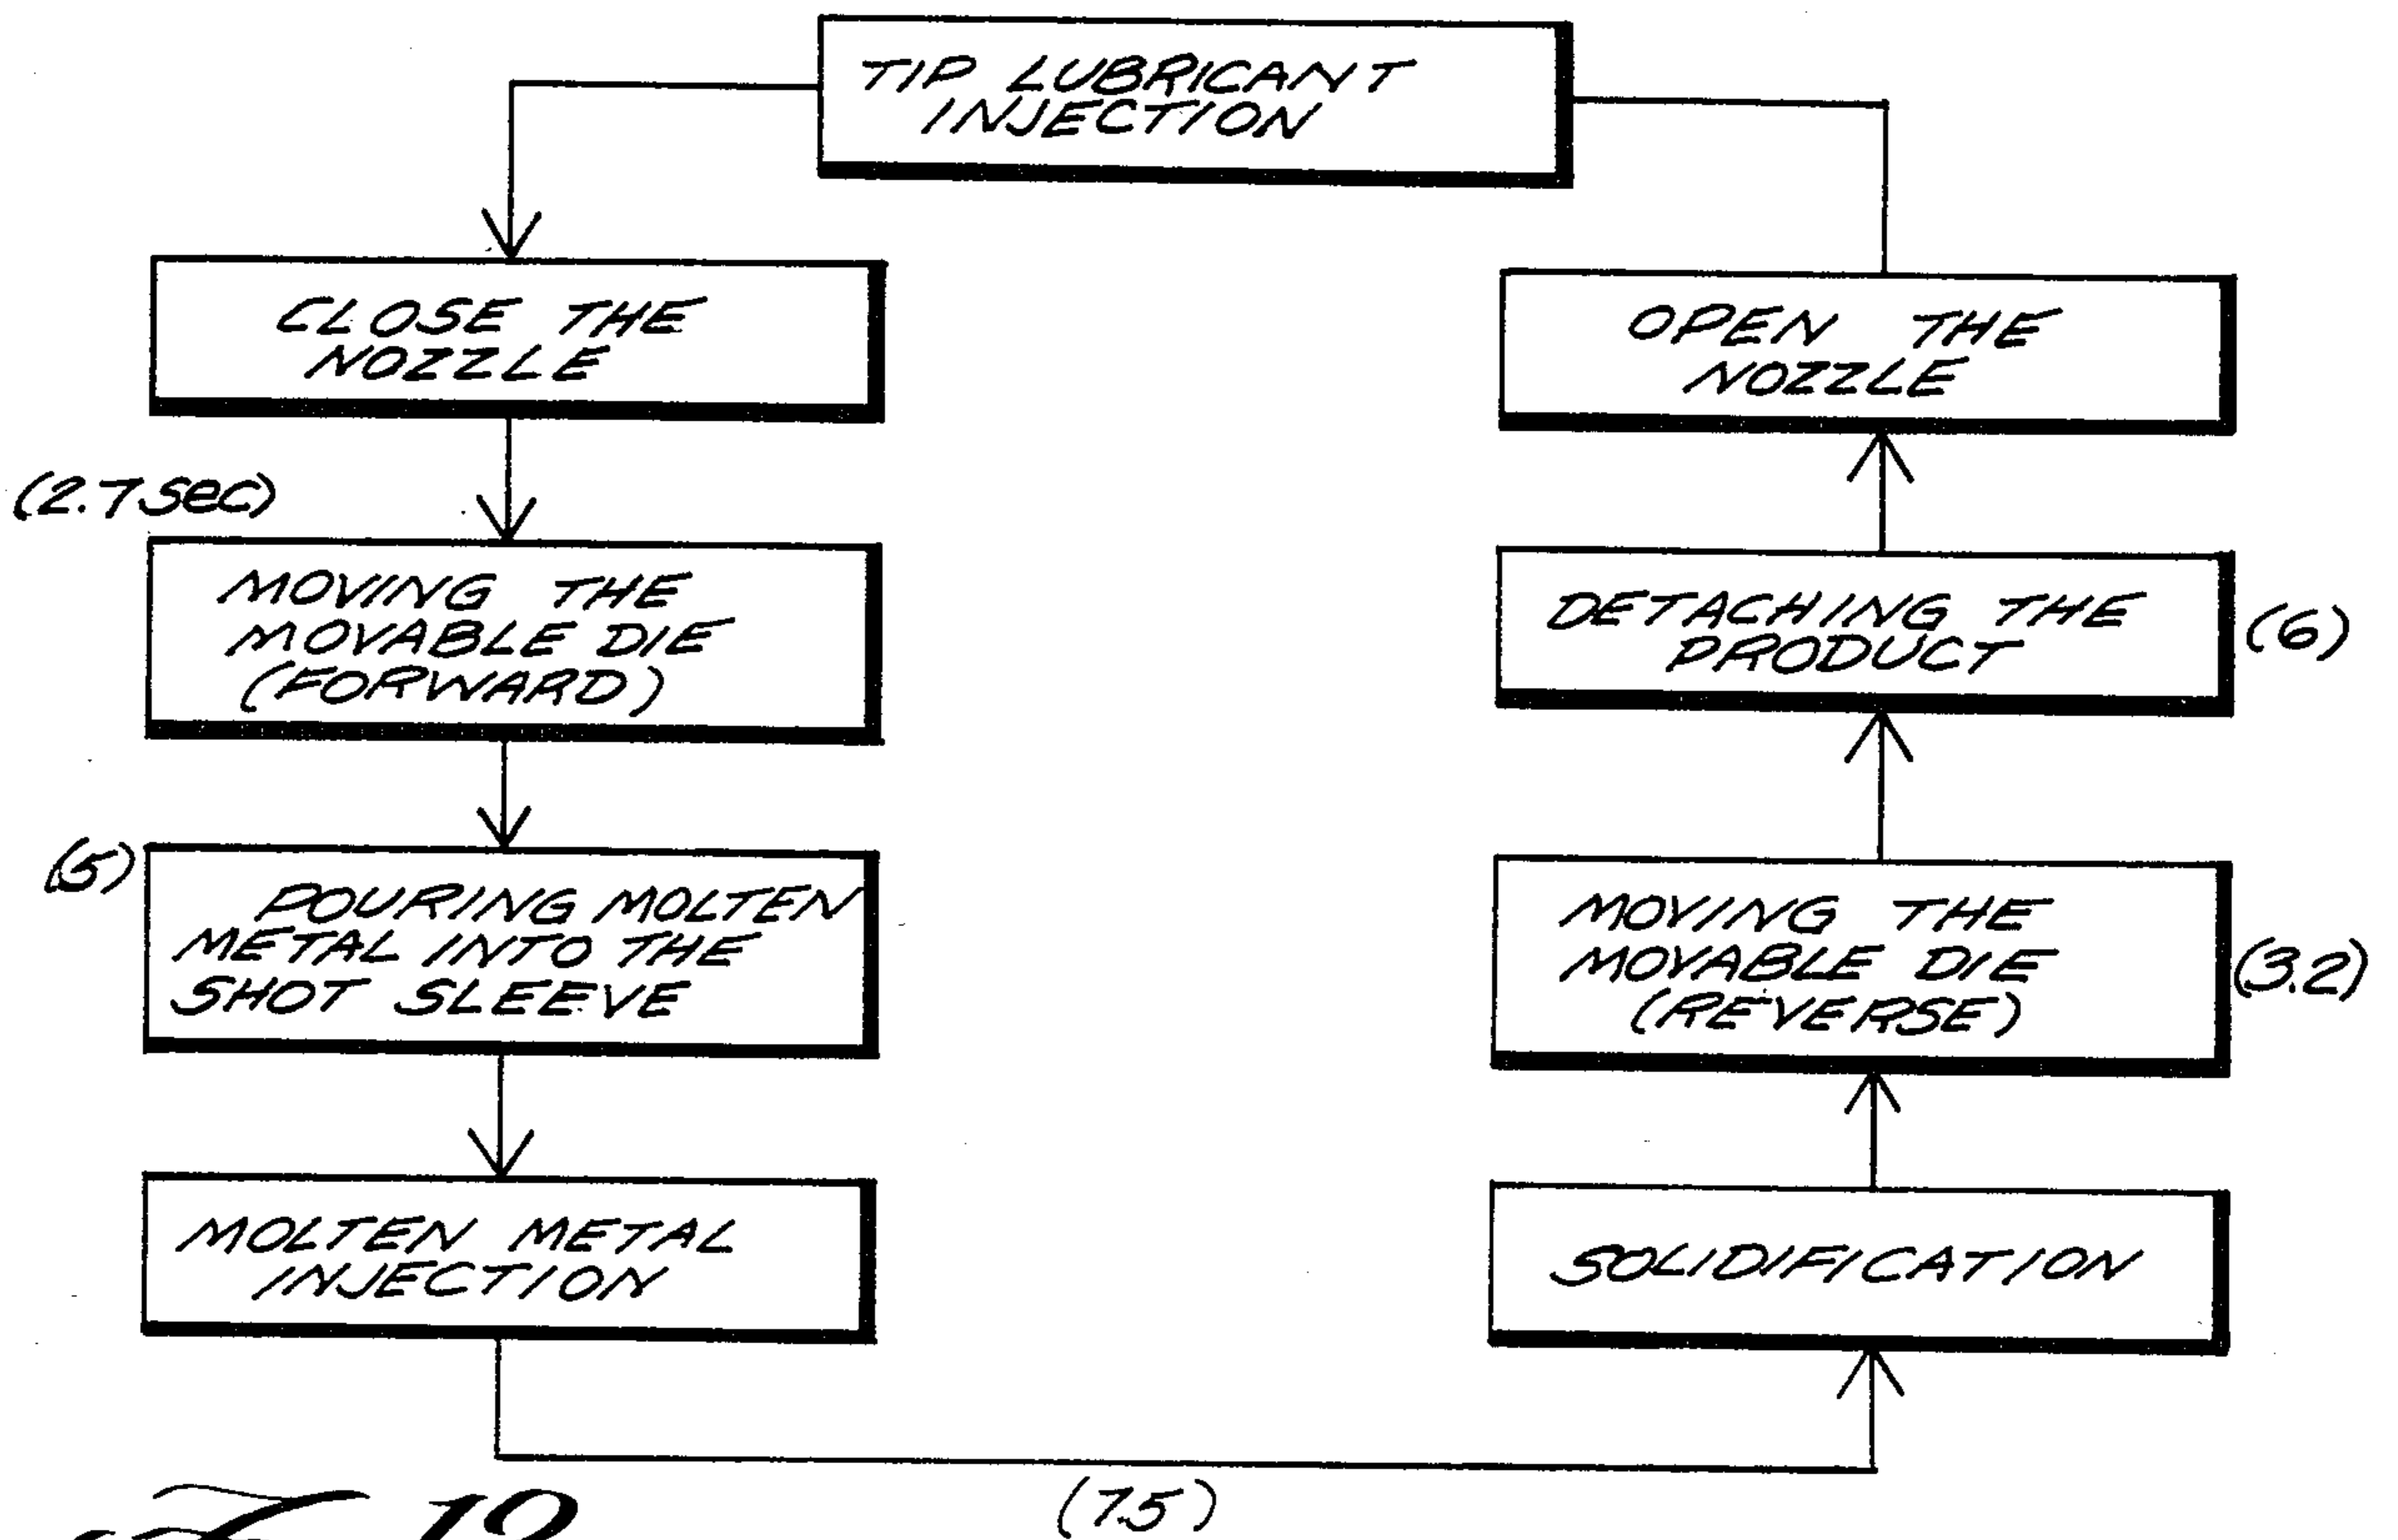 TIP LUBRICANT
INJECTION
CLOSE THE
NOZZLE
(2.7 sec)
MOVING THE
MOVABLE DIE
(FORWARD)
(5)
POURING MOLTEN
METAL INTO THE
SHOT SLEEVE
MOLTEN METAL
INJECTION
(7.5)
SOLIDIFICATION
MOVING THE
MOVABLE DIE
(REVERSE)
(3.2)
DETACHING THE
PRODUCT
(6)
OPEN THE
NOZZLE